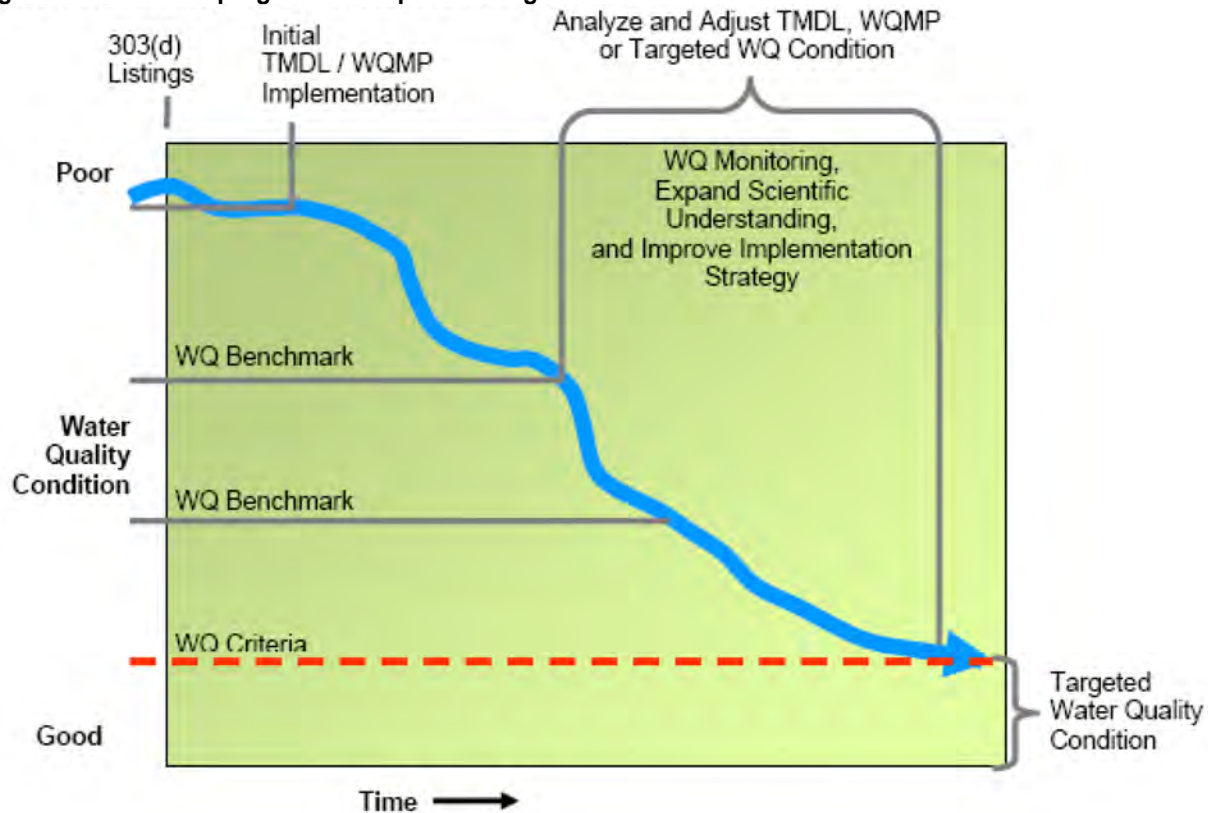 Analyze and Adjust TMDL, WQMP
or Targeted WQ Condition
303(d)
Listings
Initial
TMDL / WQMP
Implementation
Poor
WQ Monitoring,
Expand Scientific
Understanding,
and Improve Implementation
Strategy
WQ Benchmark
Water
Quality
Condition
WQ Benchmark
WQ Criteria
Good
Targeted
Water Quality
Condition
Time